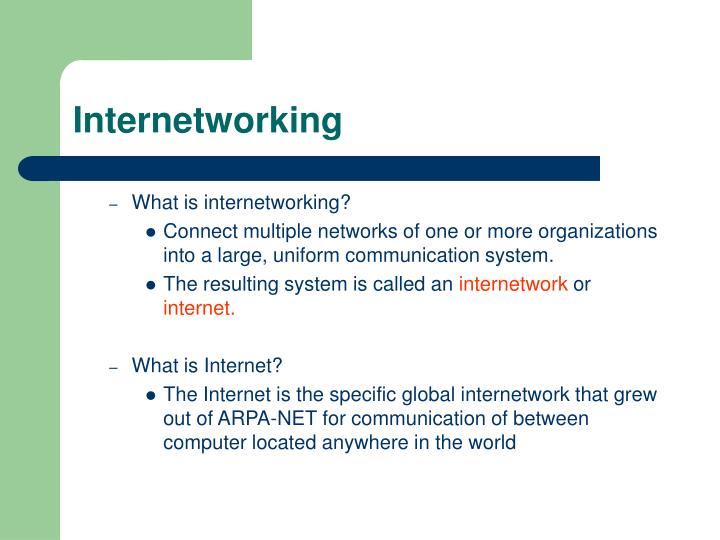 Internetworking
– What is internetworking?
● Connect multiple networks of one or more organizations
into a large, uniform communication system.
● The resulting system is called an internetwork or
internet.
– What is Internet?
● The Internet is the specific global internetwork that grew
out of ARPA-NET for communication of between
computer located anywhere in the world